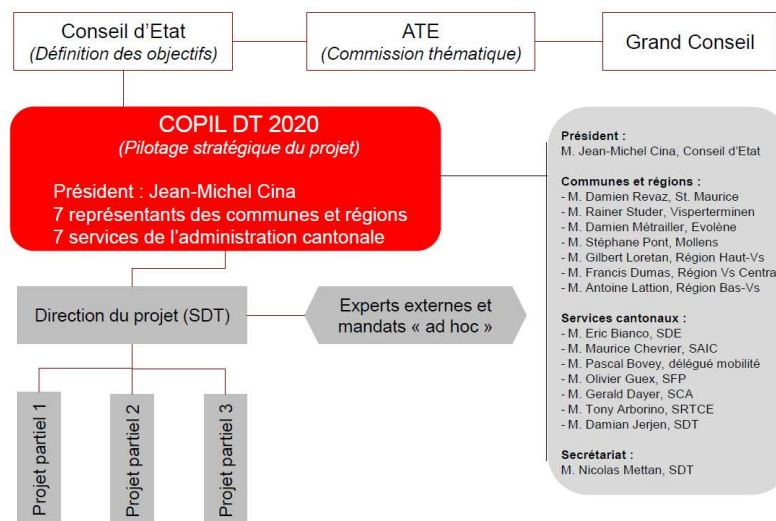 Conseil d'Etat
(Définition des objectifs)
ATE
(Commission thématique)
Grand Conseil
COPIL DT 2020
(Pilotage stratégique du projet)
Président : Jean-Michel Cina
7 représentants des communes et régions
7 services de l'administration cantonale
Président :
M. Jean-Michel Cina, Conseil d'Etat
Communes et régions :
- M. Damien Revaz, St. Maurice
- M. Rainer Studer, Visperterminen
- M. Damien Métrailler, Evolène
- M. Stéphane Pont, Mollens
- M. Gilbert Loretan, Région Haut-Vs
- M. Francis Dumas, Région Vs Centra
- M. Antoine Lattion, Région Bas-Vs
Services cantonaux :
- M. Eric Bianco, SDE
- M. Maurice Chevrier, SAIC
- M. Pascal Bovey, délégué mobilité
- M. Olivier Guex, SFP
- M. Gerald Dayer, SCA
- M. Tony Arborino, SRTCE
- M. Damian Jerjen, SDT
Secrétariat :
M. Nicolas Mettan, SDT
Direction du projet (SDT)
Experts externes et
mandats « ad hoc »
Projet partiel 1
Projet partiel 2
Projet partiel 3